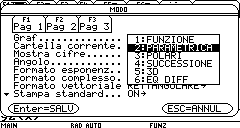 MODO
F1 F2 F3
Pag 1 Pag 2 Pag 3
Graf
Cartella corrente.
Mostra cifre
Angolo
Formato esponenz.
Formato complesso.
Formato vettoriale RETTANGOLARE→
Stampa standard.. ON→
1:FUNZIONE
2:PARAMETRICA
3:POLARI
4:SUCCESSIONE
5:3D
6:EQ DIFF
Enter=SALV ESC=ANNUL
MAIN RAD AUTO FUNZ